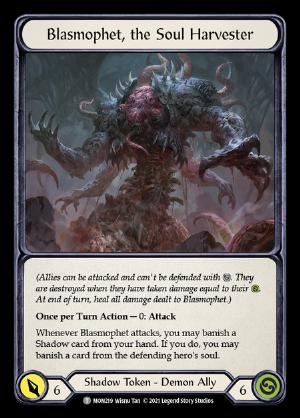 Blasmophet, the Soul Harvester
(Allies can be attacked and can't be defended with . They
are destroyed when they have taken damage equal to their .
At end of turn, heal all damage dealt to Blasmophet.)
Once per Turn Action — 0: Attack
Whenever Blasmophet attacks, you may banish a
Shadow card from your hand. If you do, you may
banish a card from the defending hero's soul.
6 Shadow Token - Demon Ally 6
T MON219 Wisnu Tan © 2021 Legend Story Studios